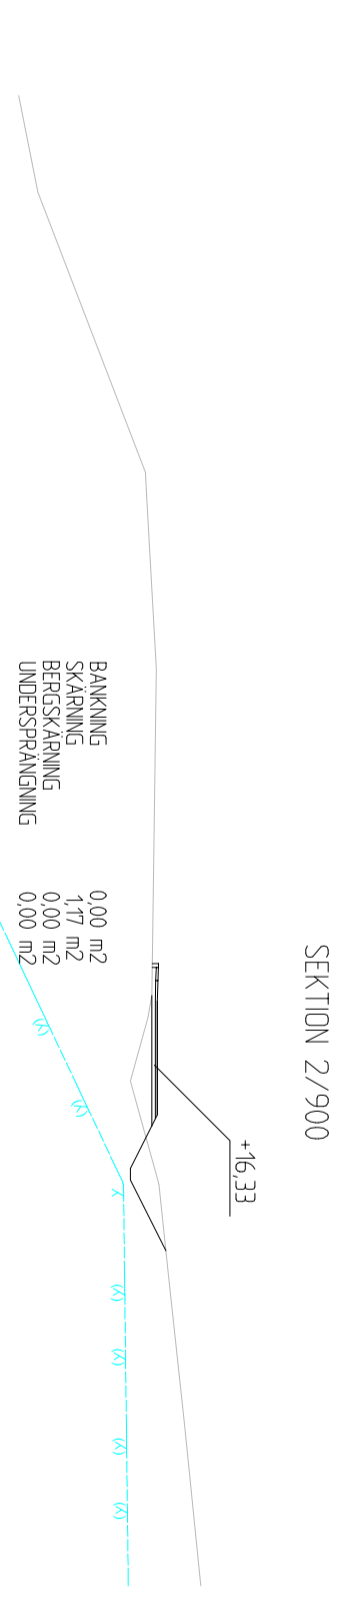 SEKTION 2/900
+16,33
BANKNING 0,00 m2
SKÄRNING 1,17 m2
BERGSKÄRNING 0,00 m2
UNDERSPRÄNGNING 0,00 m2